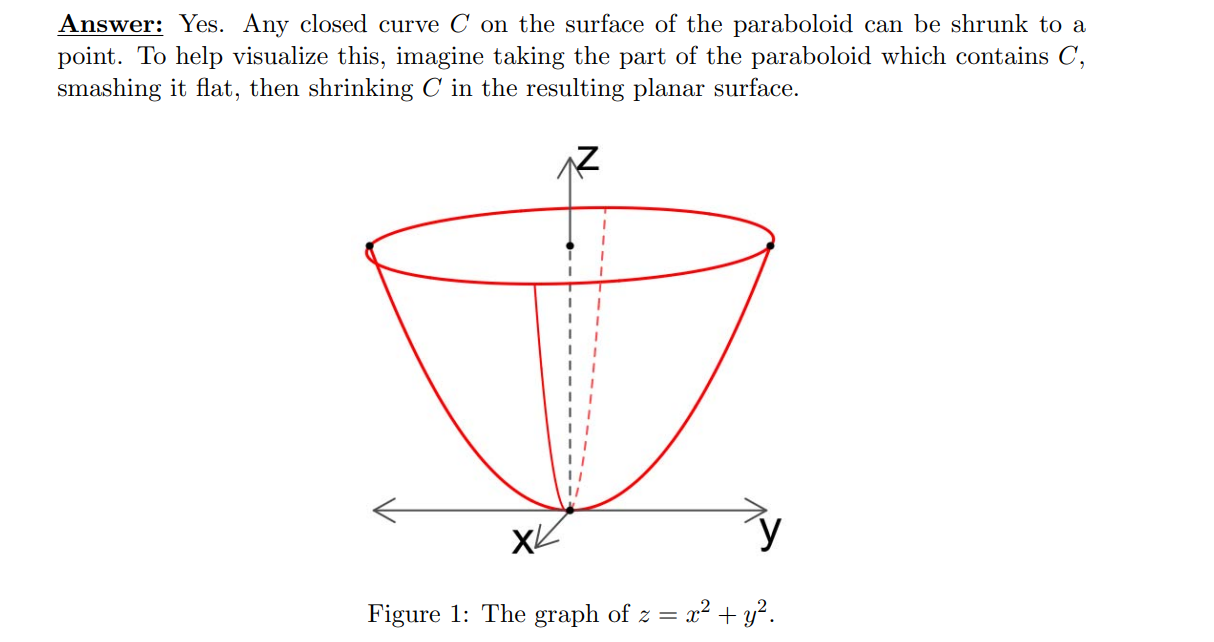 Answer: Yes. Any closed curve C on the surface of the paraboloid can be shrunk to a
point. To help visualize this, imagine taking the part of the paraboloid which contains C,
smashing it flat, then shrinking C in the resulting planar surface.
z
x
y
Figure 1: The graph of z = x² + y².